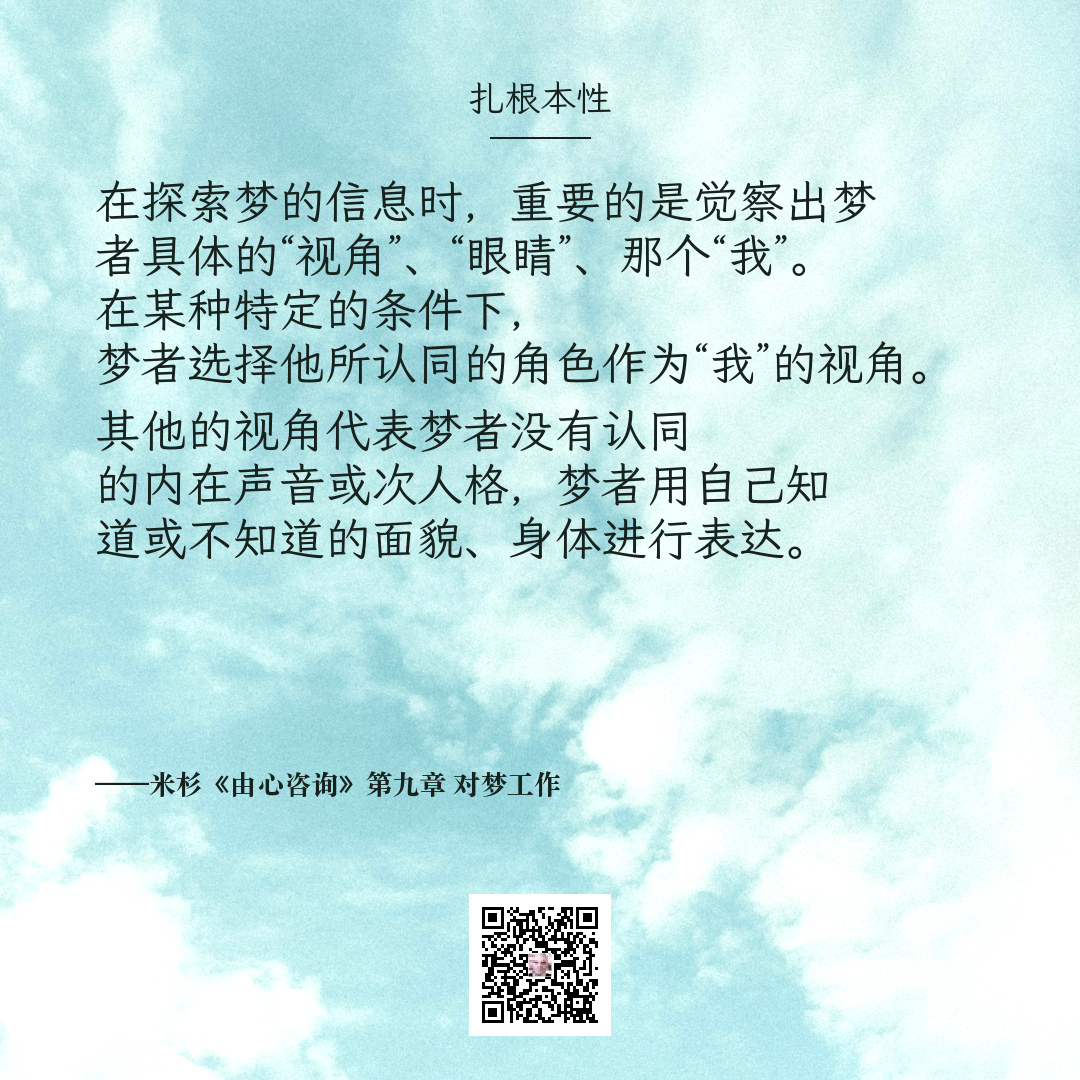 扎根本性
在探索梦的信息时，重要的是觉察出梦
者具体的“视角”、“眼睛”、那个“我”。
在某种特定的条件下，
梦者选择他所认同的角色作为“我”的视角。
其他的视角代表梦者没有认同
的内在声音或次人格，梦者用自己知
道或不知道的面貌、身体进行表达。
——米杉《由心咨询》第九章 对梦工作